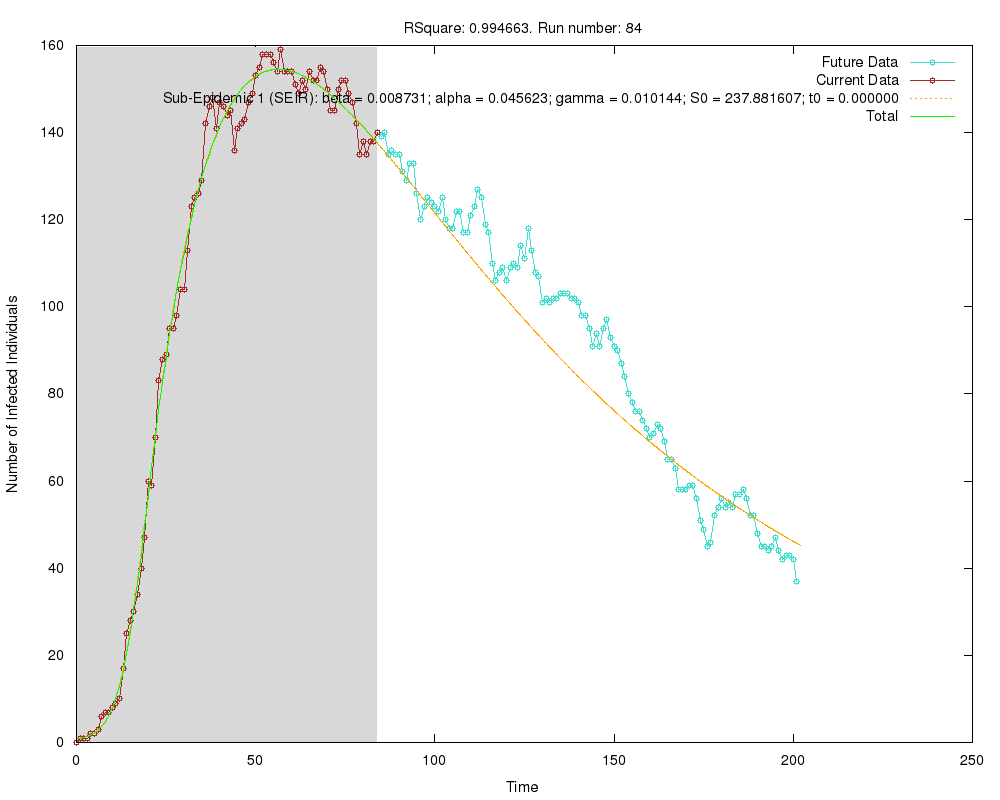 RSquare: 0.994663. Run number: 84
Future Data
Current Data
Sub-Epidemic 1 (SEIR): beta = 0.008731; alpha = 0.045623; gamma = 0.010144; S0 = 237.881607; t0 = 0.000000
Total
160
140
120
100
80
60
40
20
0
Number of Infected Individuals
0 50 100 150 200 250
Time